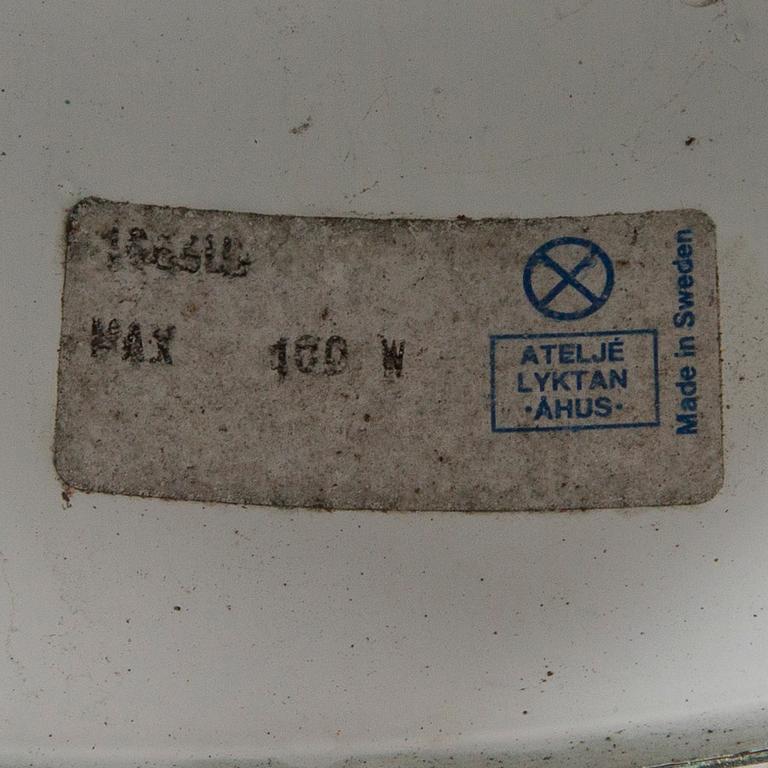 MAX 100 W
ATELJÉ
LYKTAN
·ÅHUS·
Made in Sweden